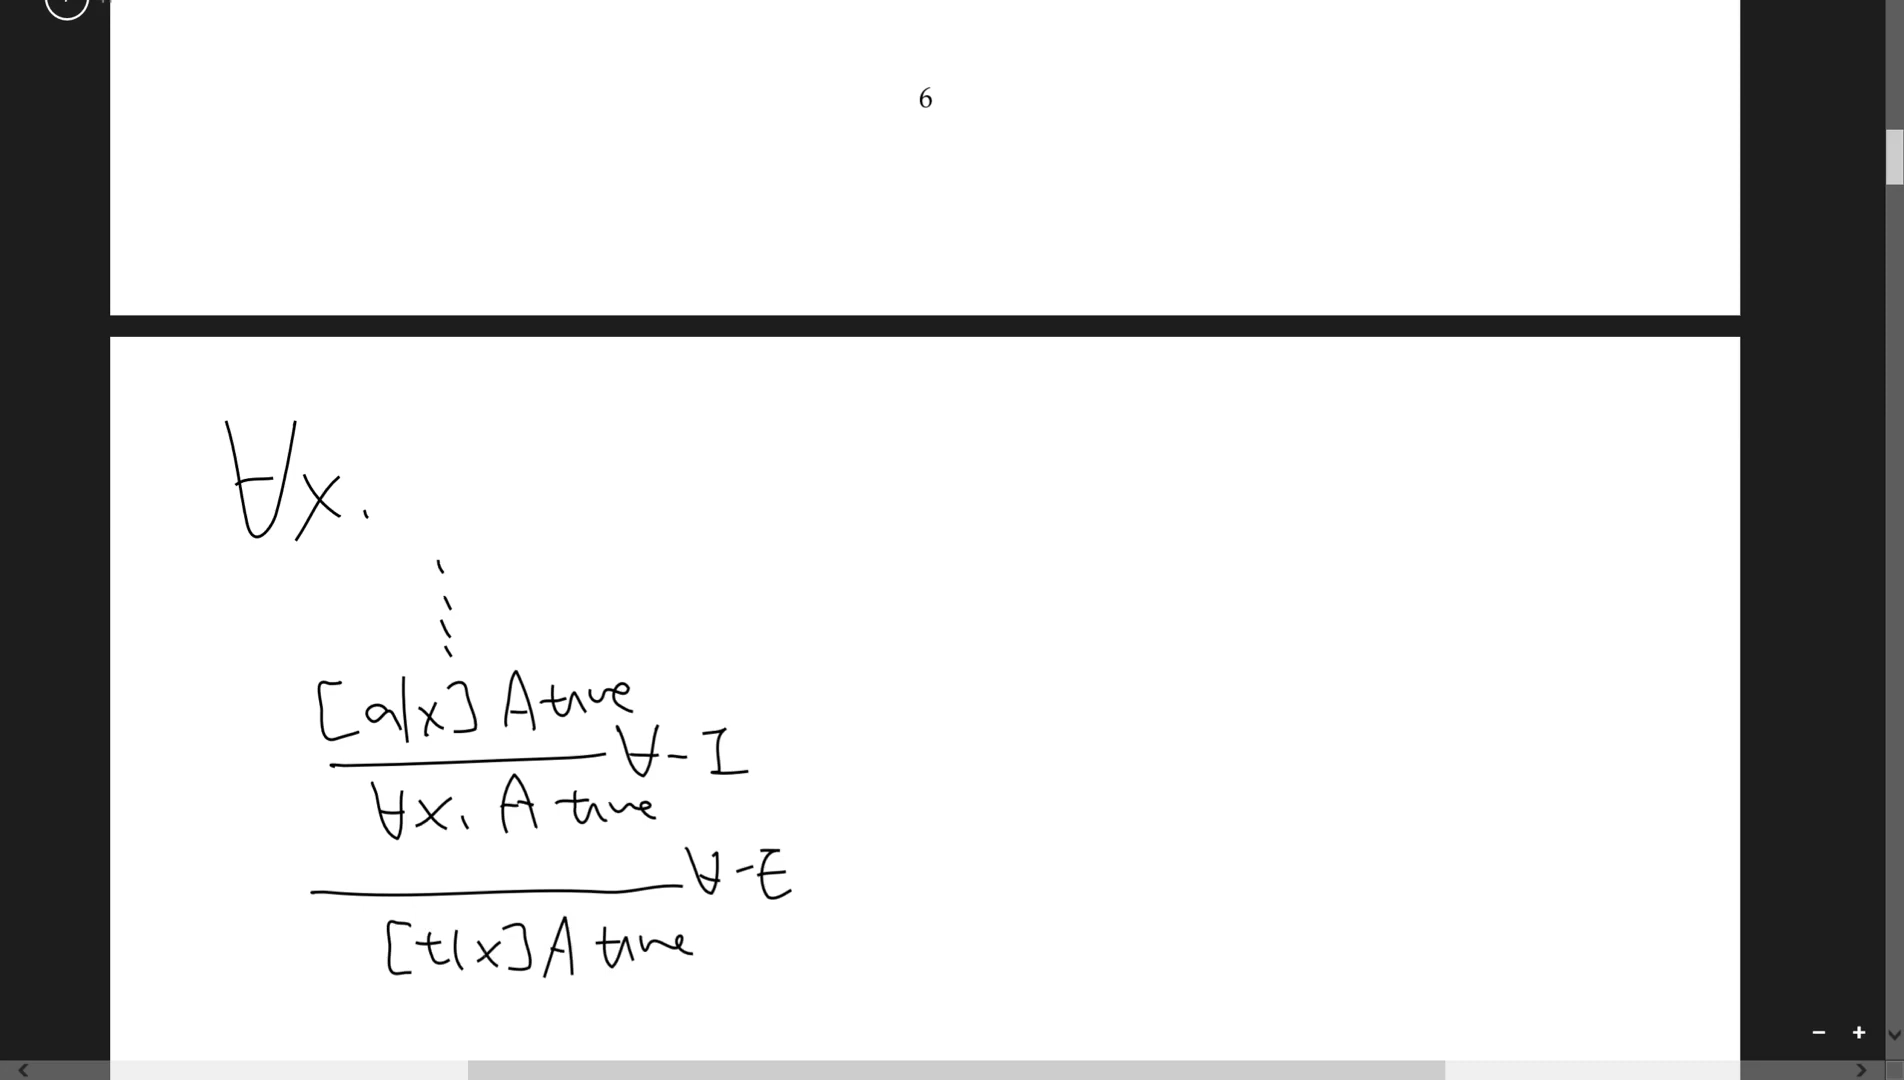 6
∀x.
[a/x] A true
∀-I
∀x. A true
∀-E
[t/x] A true